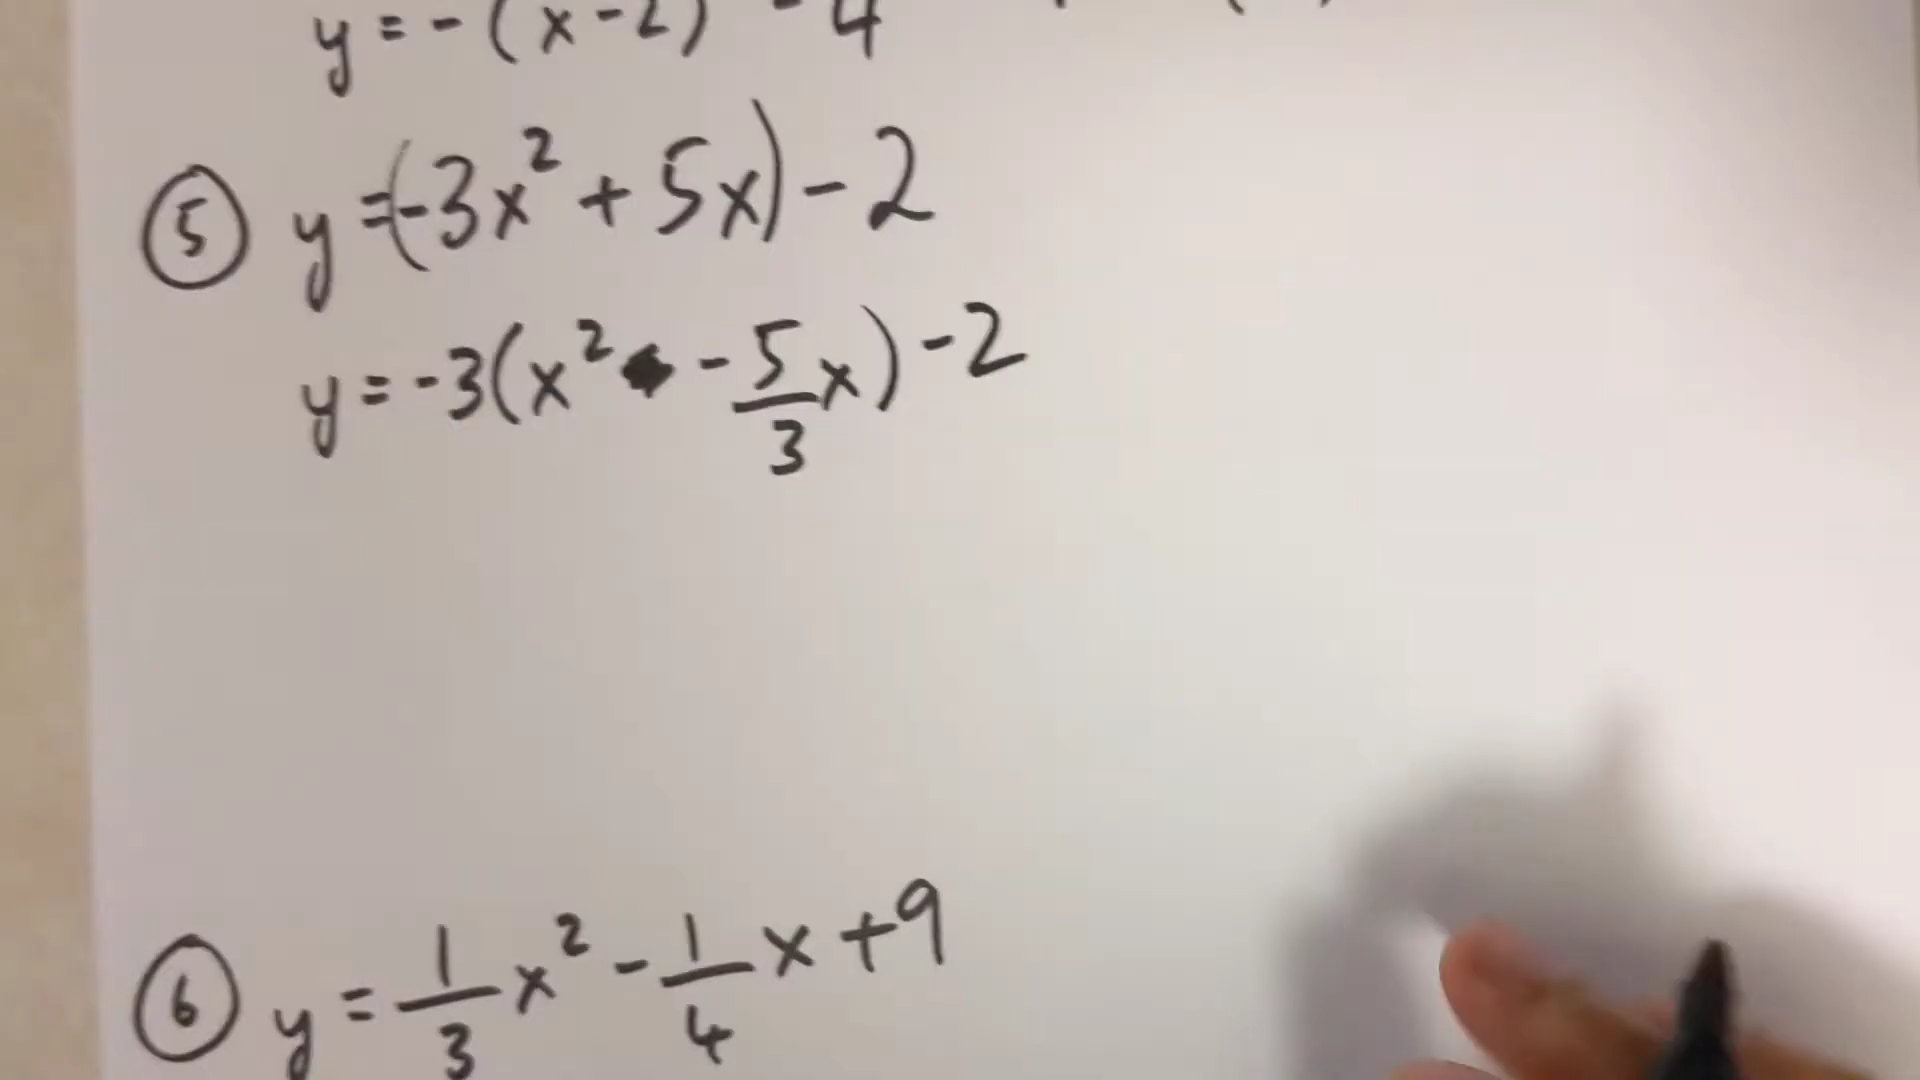 y = -(x-2) - 4
⑤ y = (-3x² + 5x) - 2
y = -3(x² - 5/3 x) - 2
⑥ y = 1/3 x² - 1/4 x + 9